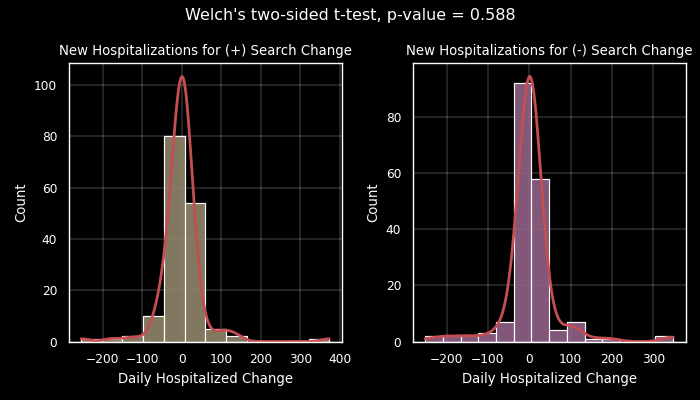 Welch's two-sided t-test, p-value = 0.588
New Hospitalizations for (+) Search Change
100
80
60
40
20
0
Count
−200 −100 0 100 200 300 400
Daily Hospitalized Change
New Hospitalizations for (-) Search Change
80
60
40
20
0
Count
−200 −100 0 100 200 300
Daily Hospitalized Change